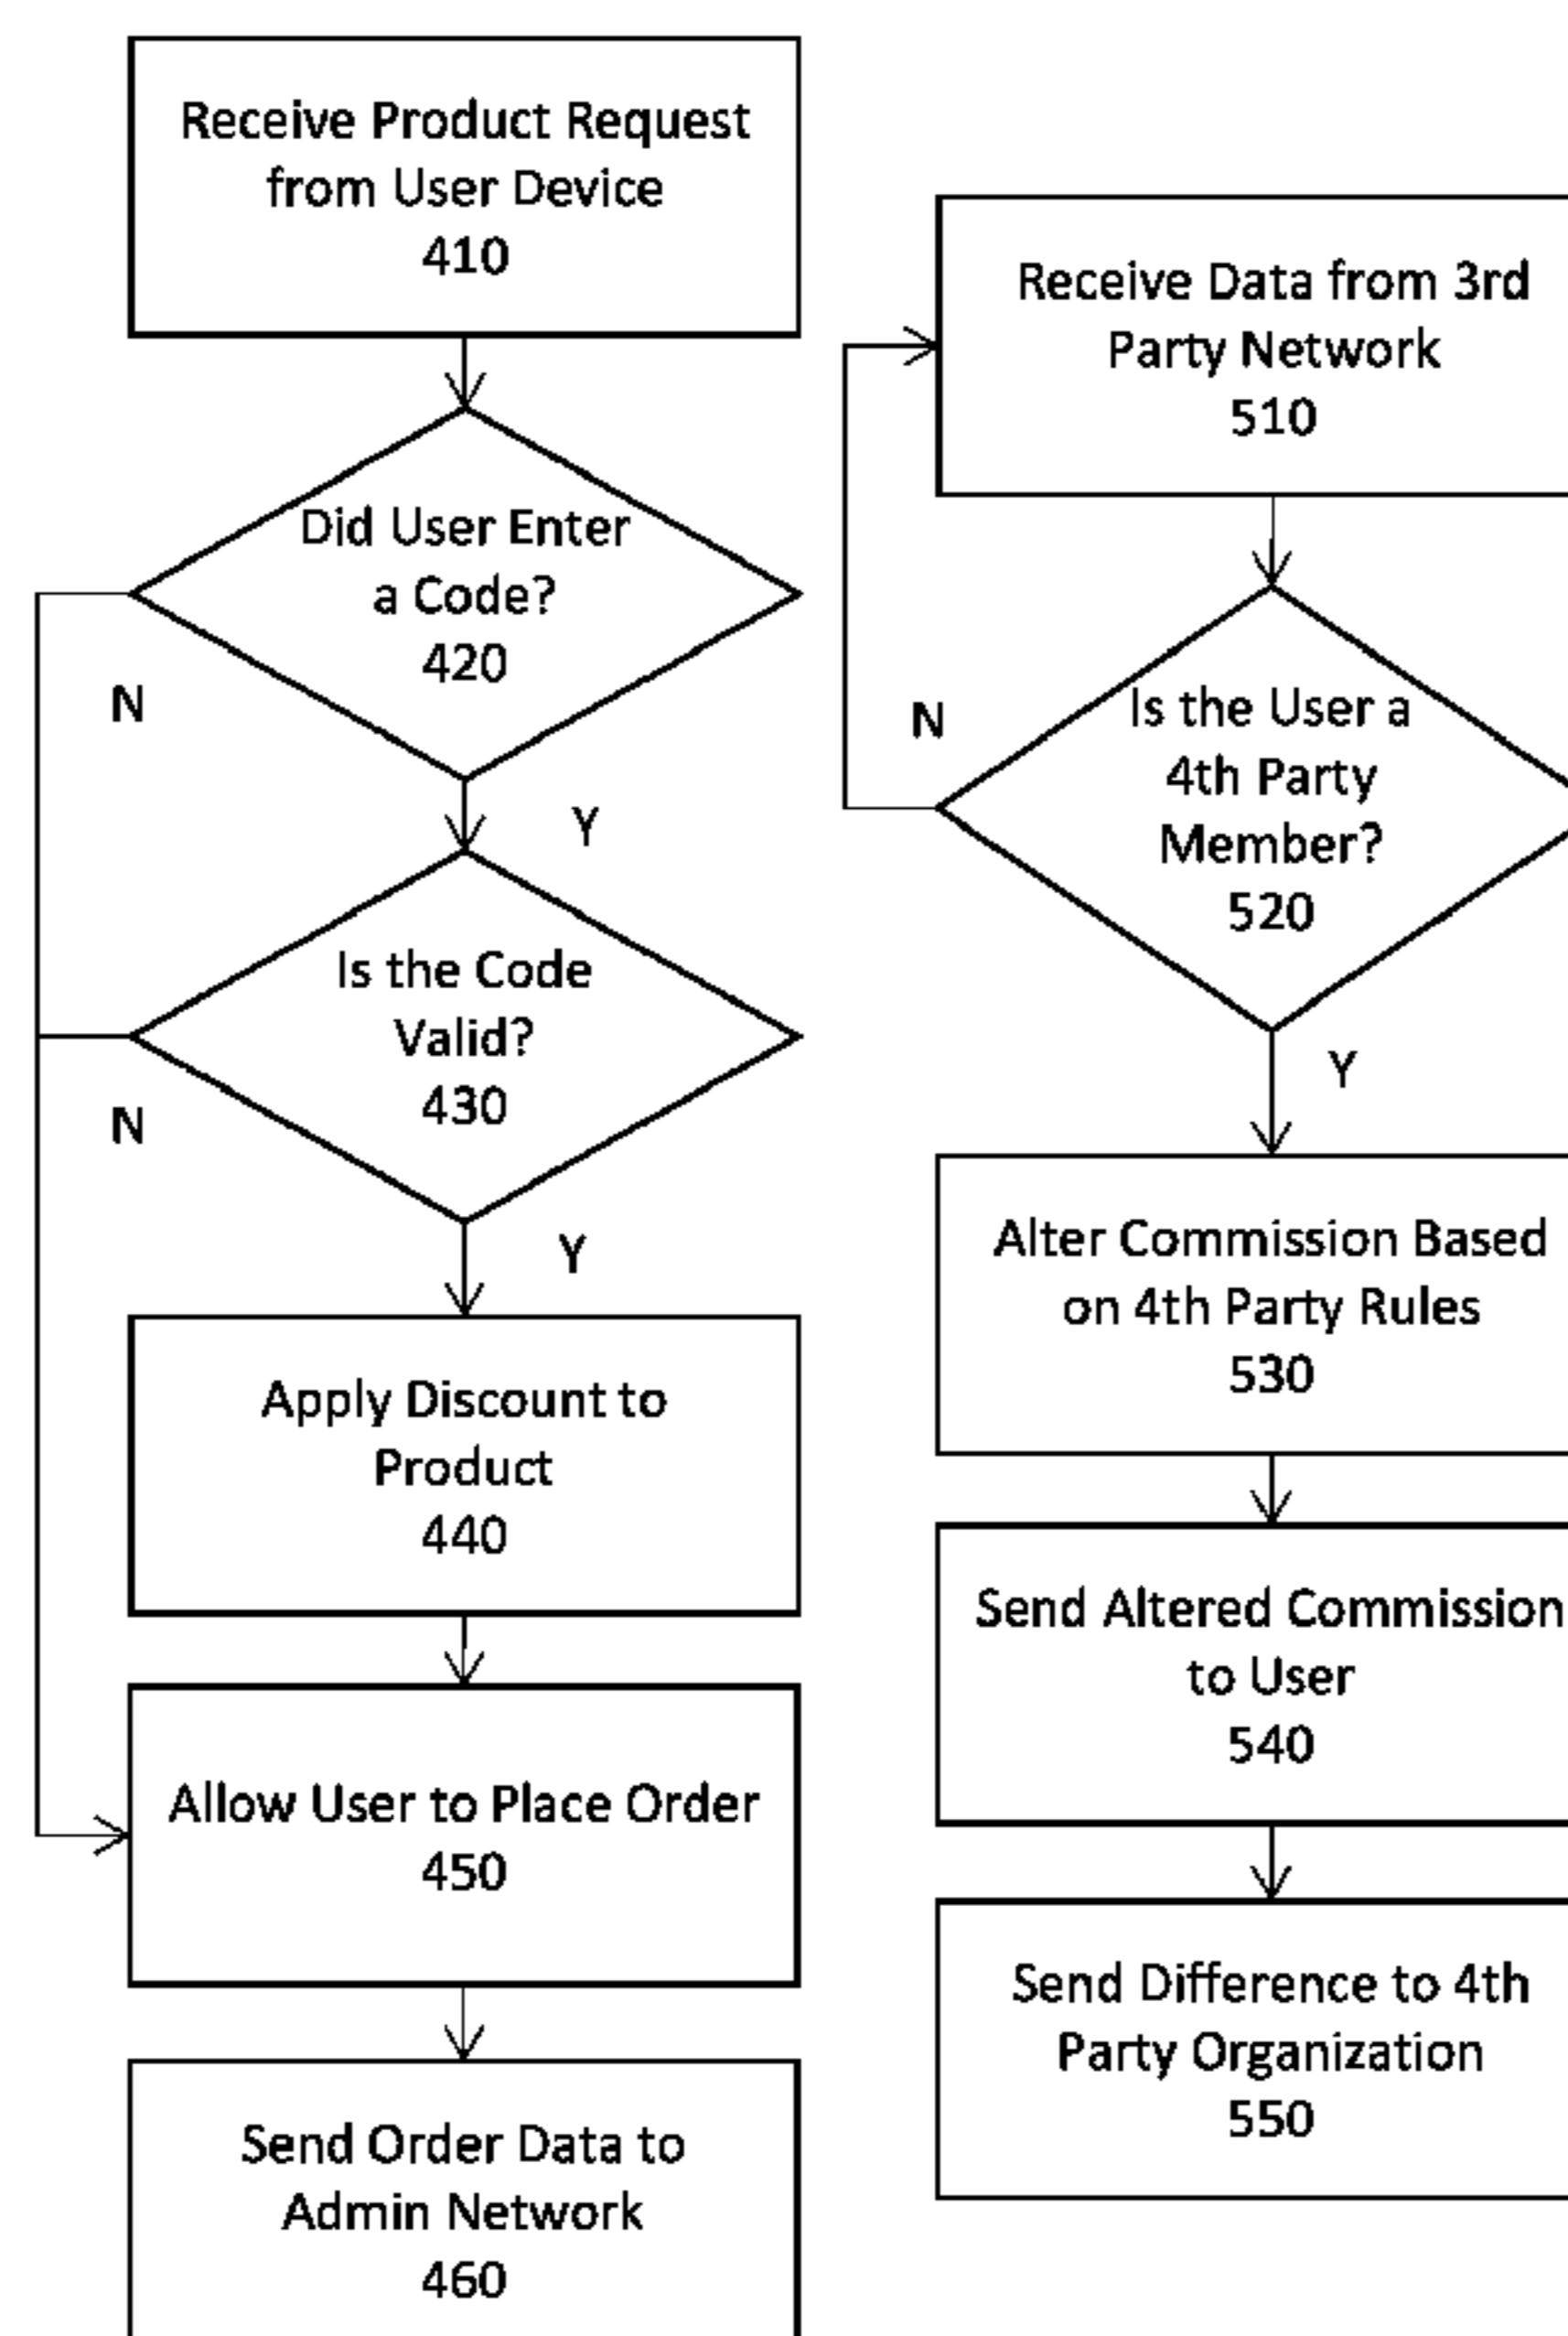 Receive Product Request
from User Device
410
Did User Enter
a Code?
420
N
Y
Is the Code
Valid?
430
N
Y
Apply Discount to
Product
440
Allow User to Place Order
450
Send Order Data to
Admin Network
460
Receive Data from 3rd
Party Network
510
Is the User a
4th Party
Member?
520
N
Y
Alter Commission Based
on 4th Party Rules
530
Send Altered Commission
to User
540
Send Difference to 4th
Party Organization
550